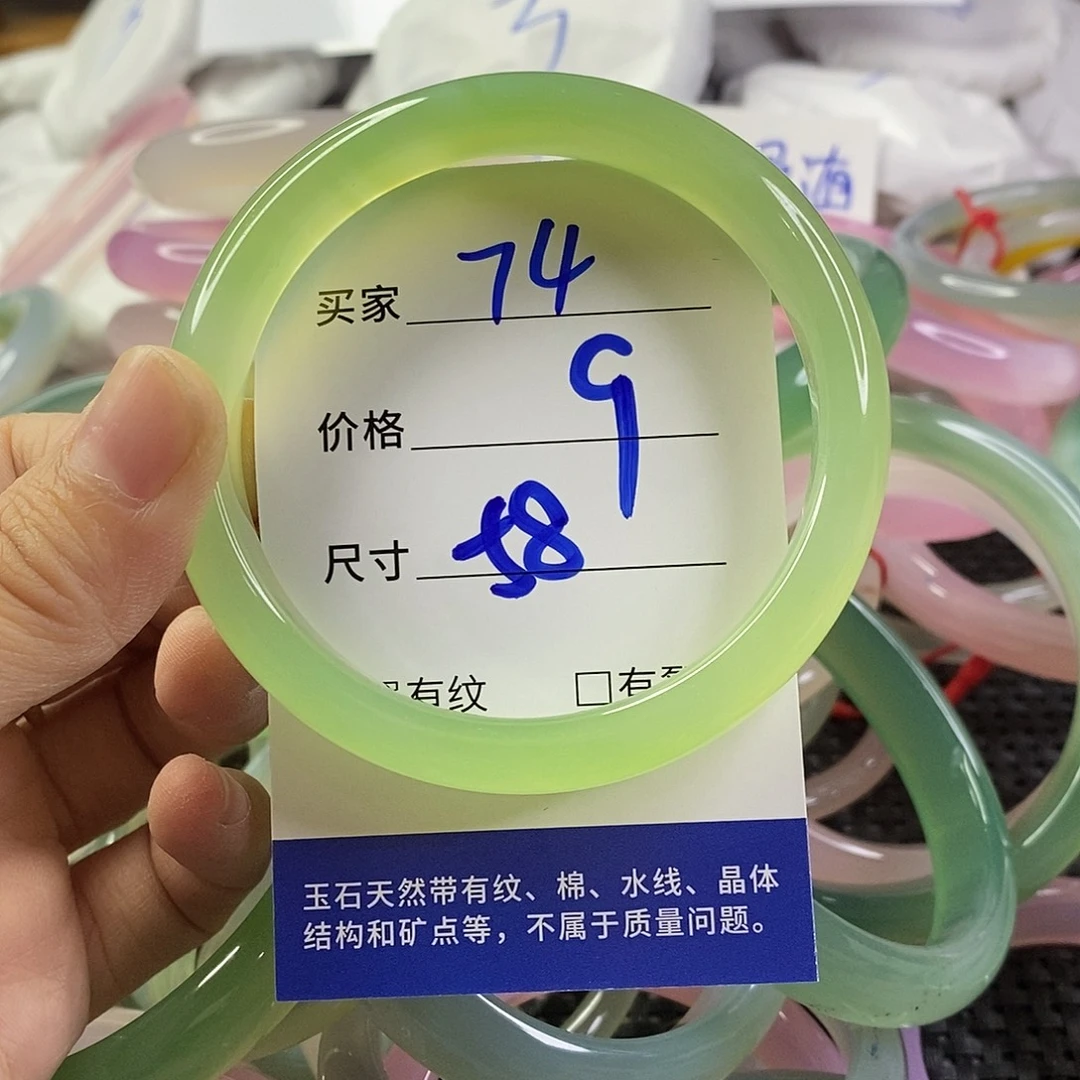 买家 74
价格 9
尺寸 58
有纹 □有
玉石天然带有纹、棉、水线、晶体
结构和矿点等，不属于质量问题。